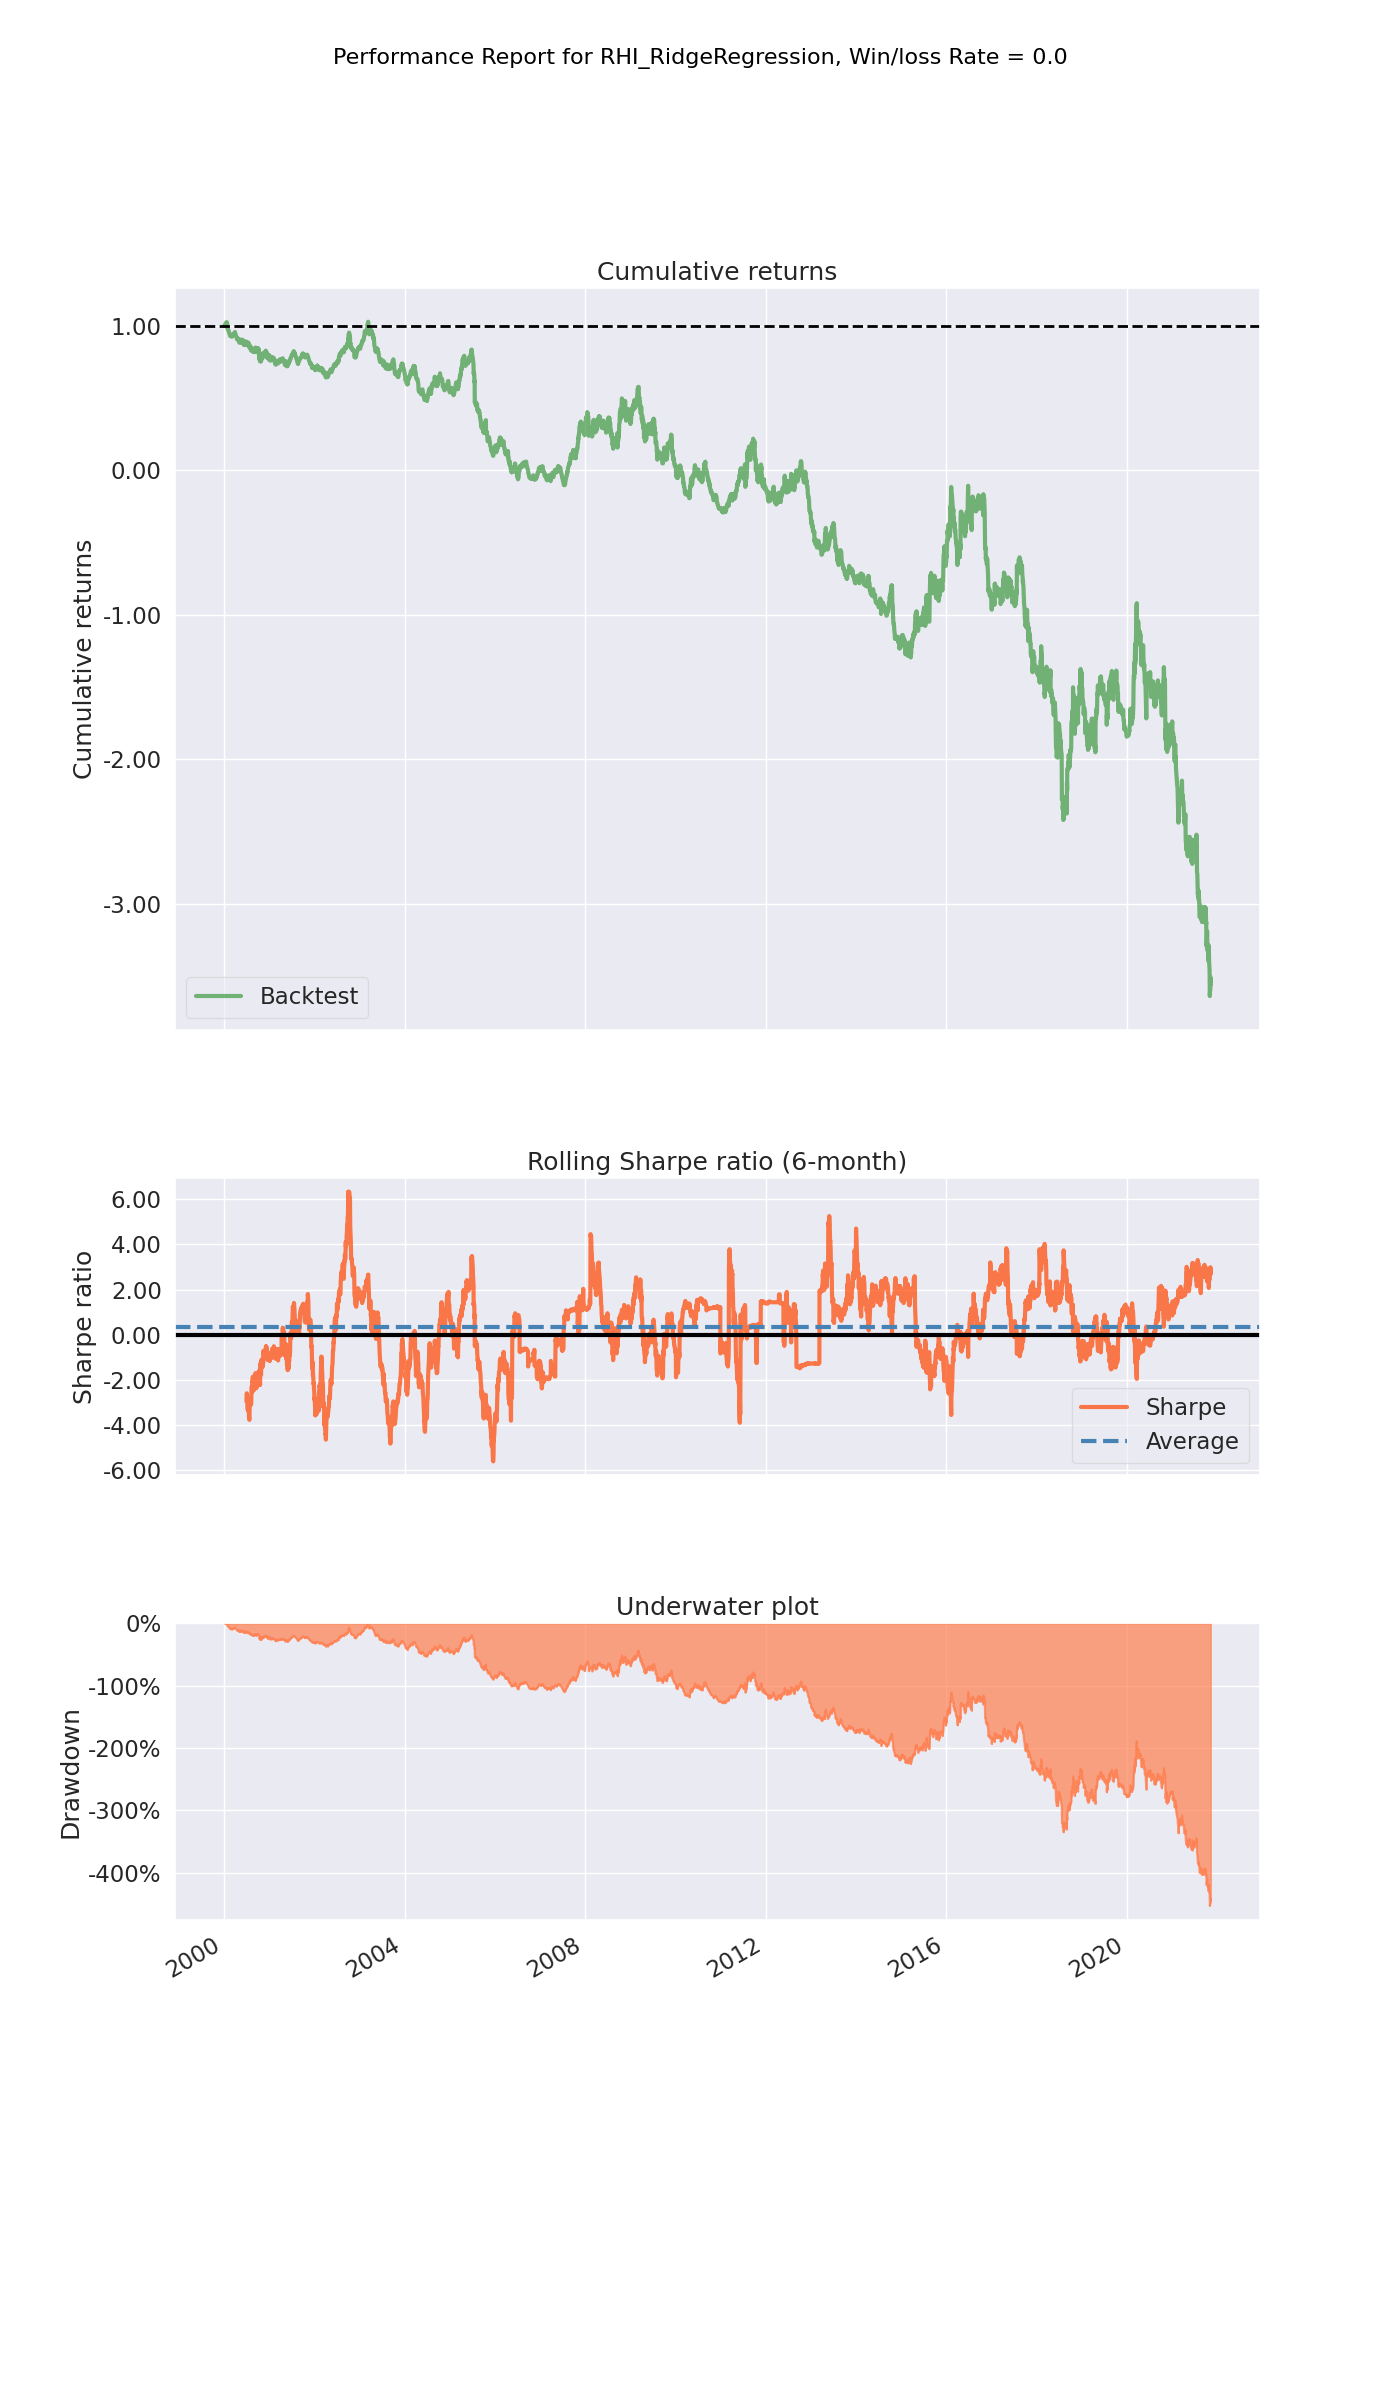 Performance Report for RHI_RidgeRegression, Win/loss Rate = 0.0
Cumulative returns
1.00
0.00
-1.00
-2.00
-3.00
Cumulative returns
Backtest
Rolling Sharpe ratio (6-month)
6.00
4.00
2.00
0.00
-2.00
-4.00
-6.00
Sharpe ratio
Sharpe
Average
Underwater plot
0%
-100%
-200%
-300%
-400%
Drawdown
2000
2004
2008
2012
2016
2020